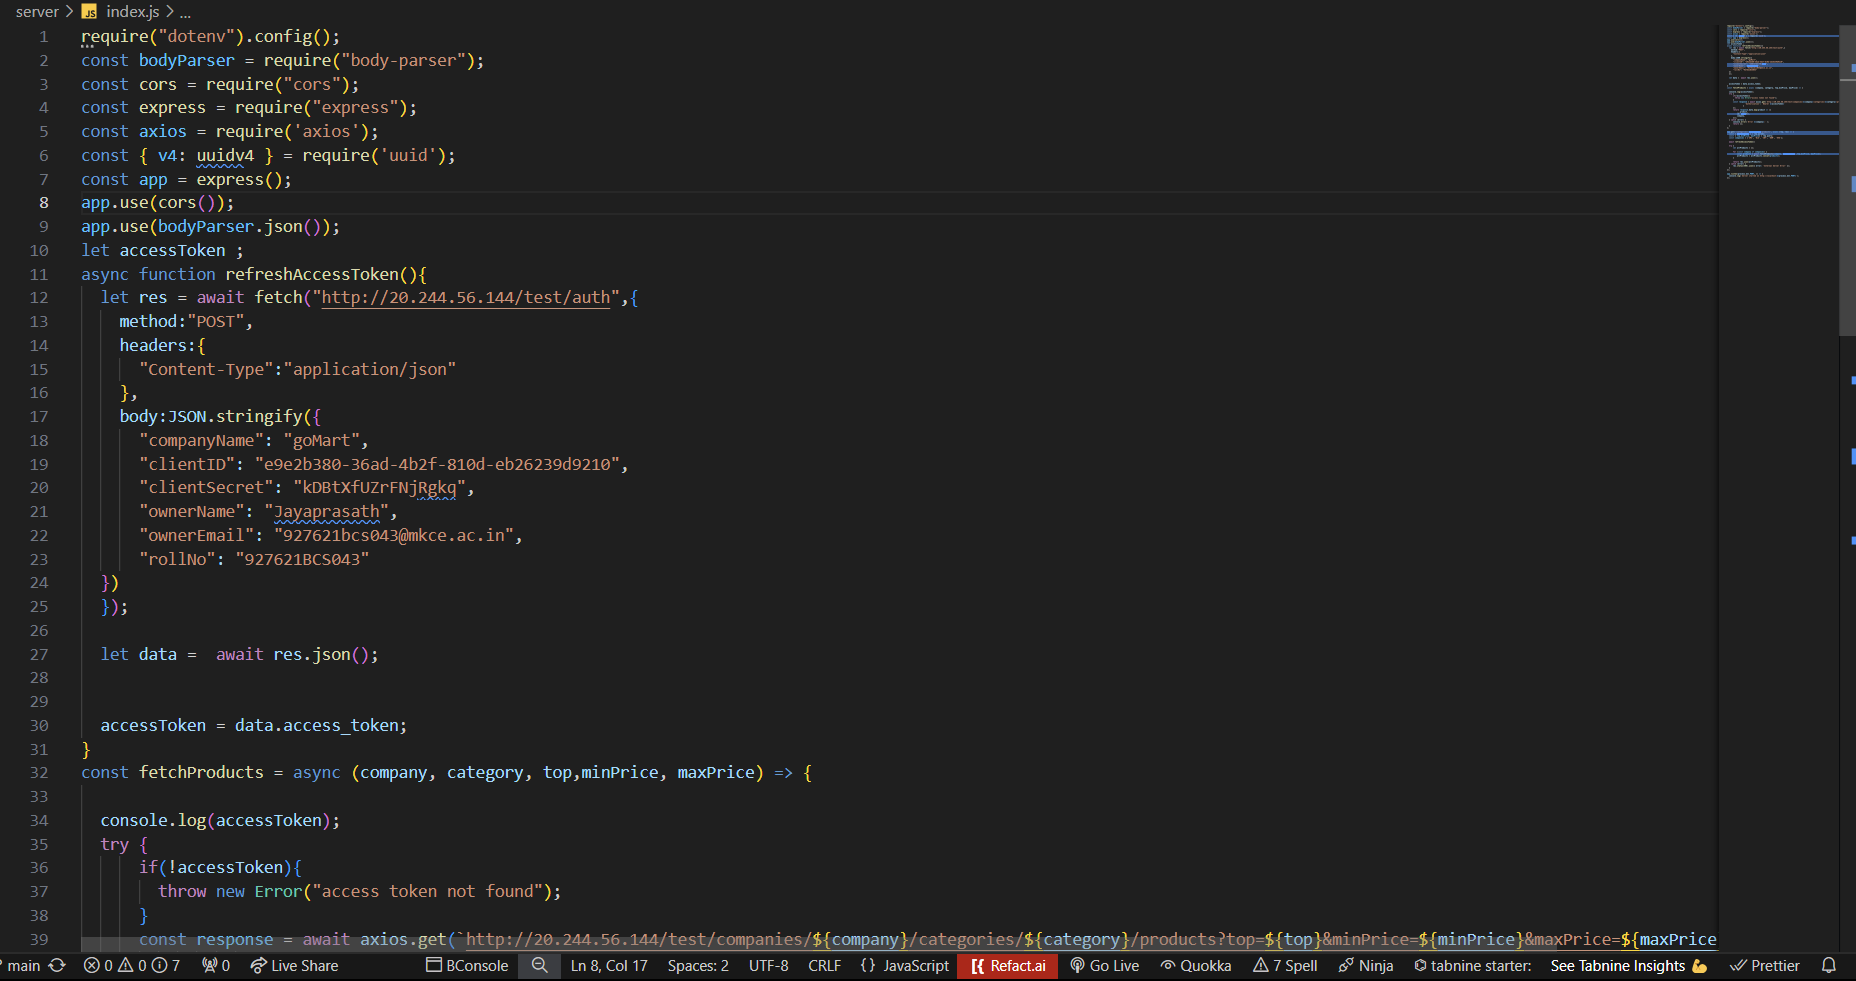 server > JS index.js > ...
1 require("dotenv").config();
2 const bodyParser = require("body-parser");
3 const cors = require("cors");
4 const express = require("express");
5 const axios = require('axios');
6 const { v4: uuidv4 } = require('uuid');
7 const app = express();
8 app.use(cors());
9 app.use(bodyParser.json());
10 let accessToken ;
11 async function refreshAccessToken(){
12   let res = await fetch("http://20.244.56.144/test/auth",{
13     method:"POST",
14     headers:{
15       "Content-Type":"application/json"
16     },
17     body:JSON.stringify({
18       "companyName": "goMart",
19       "clientID": "e9e2b380-36ad-4b2f-810d-eb26239d9210",
20       "clientSecret": "kDBtXfUZrFNjRgkq",
21       "ownerName": "Jayaprasath",
22       "ownerEmail": "927621bcs043@mkce.ac.in",
23       "rollNo": "927621BCS043"
24   })
25   });
26
27   let data =  await res.json();
28
29
30   accessToken = data.access_token;
31 }
32 const fetchProducts = async (company, category, top,minPrice, maxPrice) => {
33
34   console.log(accessToken);
35   try {
36       if(!accessToken){
37         throw new Error("access token not found");
38       }
39       const response = await axios.get(`http://20.244.56.144/test/companies/${company}/categories/${category}/products?top=${top}&minPrice=${minPrice}&maxPrice=${maxPrice
main 0 0 7 0 Live Share BConsole Ln 8, Col 17 Spaces: 2 UTF-8 CRLF {} JavaScript Refact.ai Go Live Quokka 7 Spell Ninja tabnine starter: See Tabnine Insights 💪 Prettier